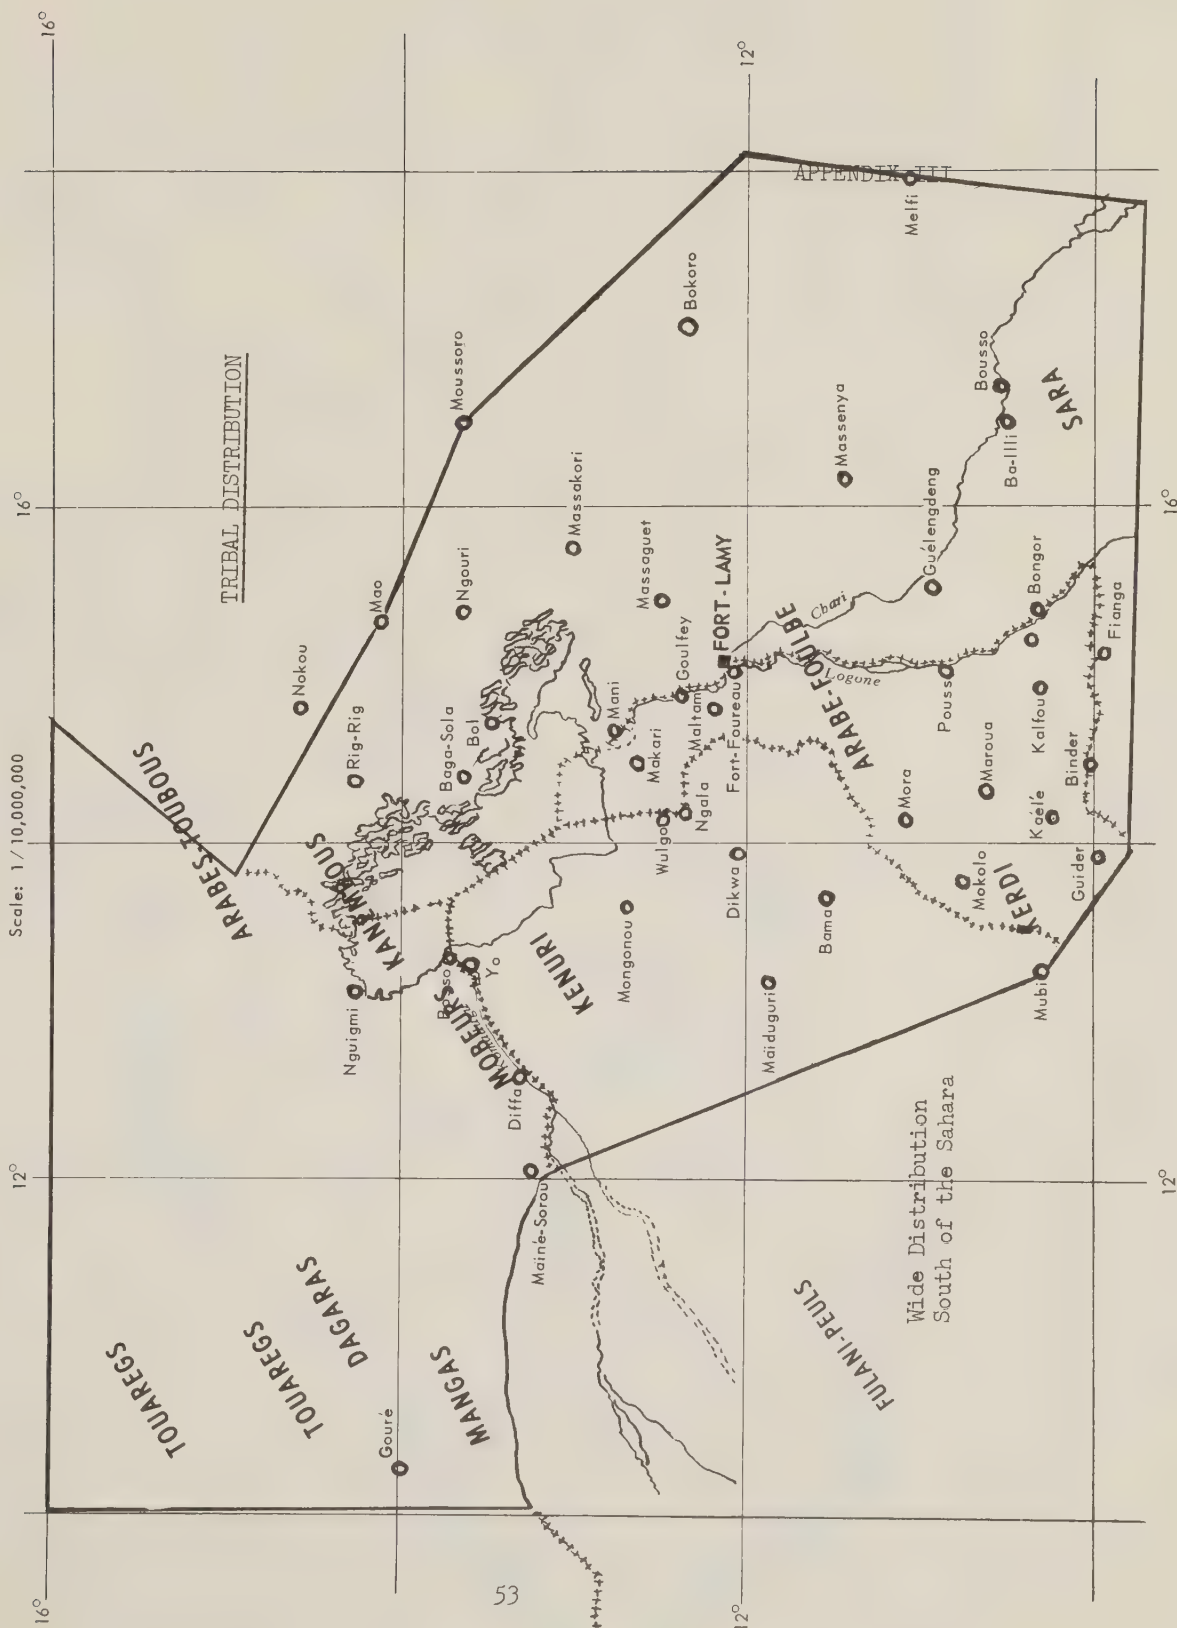 APPENDIX III
TRIBAL DISTRIBUTION
Scale: 1 / 10,000,000
16°
16°
12°
12°
16°
16°
12°
12°
TOUAREGS
TOUAREGS
DAGARAS
MANGAS
Gouré
ARABES-TOUBOUS
KANEMBOUS
MOBEURS
KENURI
FULANI-PEULS
Wide Distribution
South of the Sahara
ARABE-FOULBE
KERDI
SARA
Nokou
Rig-Rig
Mao
Moussoro
Ngouri
Nguigmi
Baga-Sola
Bol
Bosso
Yo
Diffa
Mainé-Sorou
Massakori
Massaguet
Mani
Makari
Goulfey
Maltam
FORT-LAMY
Fort-Foureau
Wulgo
Ngala
Mongonou
Dikwa
Maiduguri
Bama
Mora
Mokolo
Maroua
Mubi
Guider
Kaélé
Binder
Kalfou
Pouss
Bongor
Fianga
Guélengdeng
Chari
Logone
Massenya
Bokoro
Melfi
Bousso
Ba-Illi
53